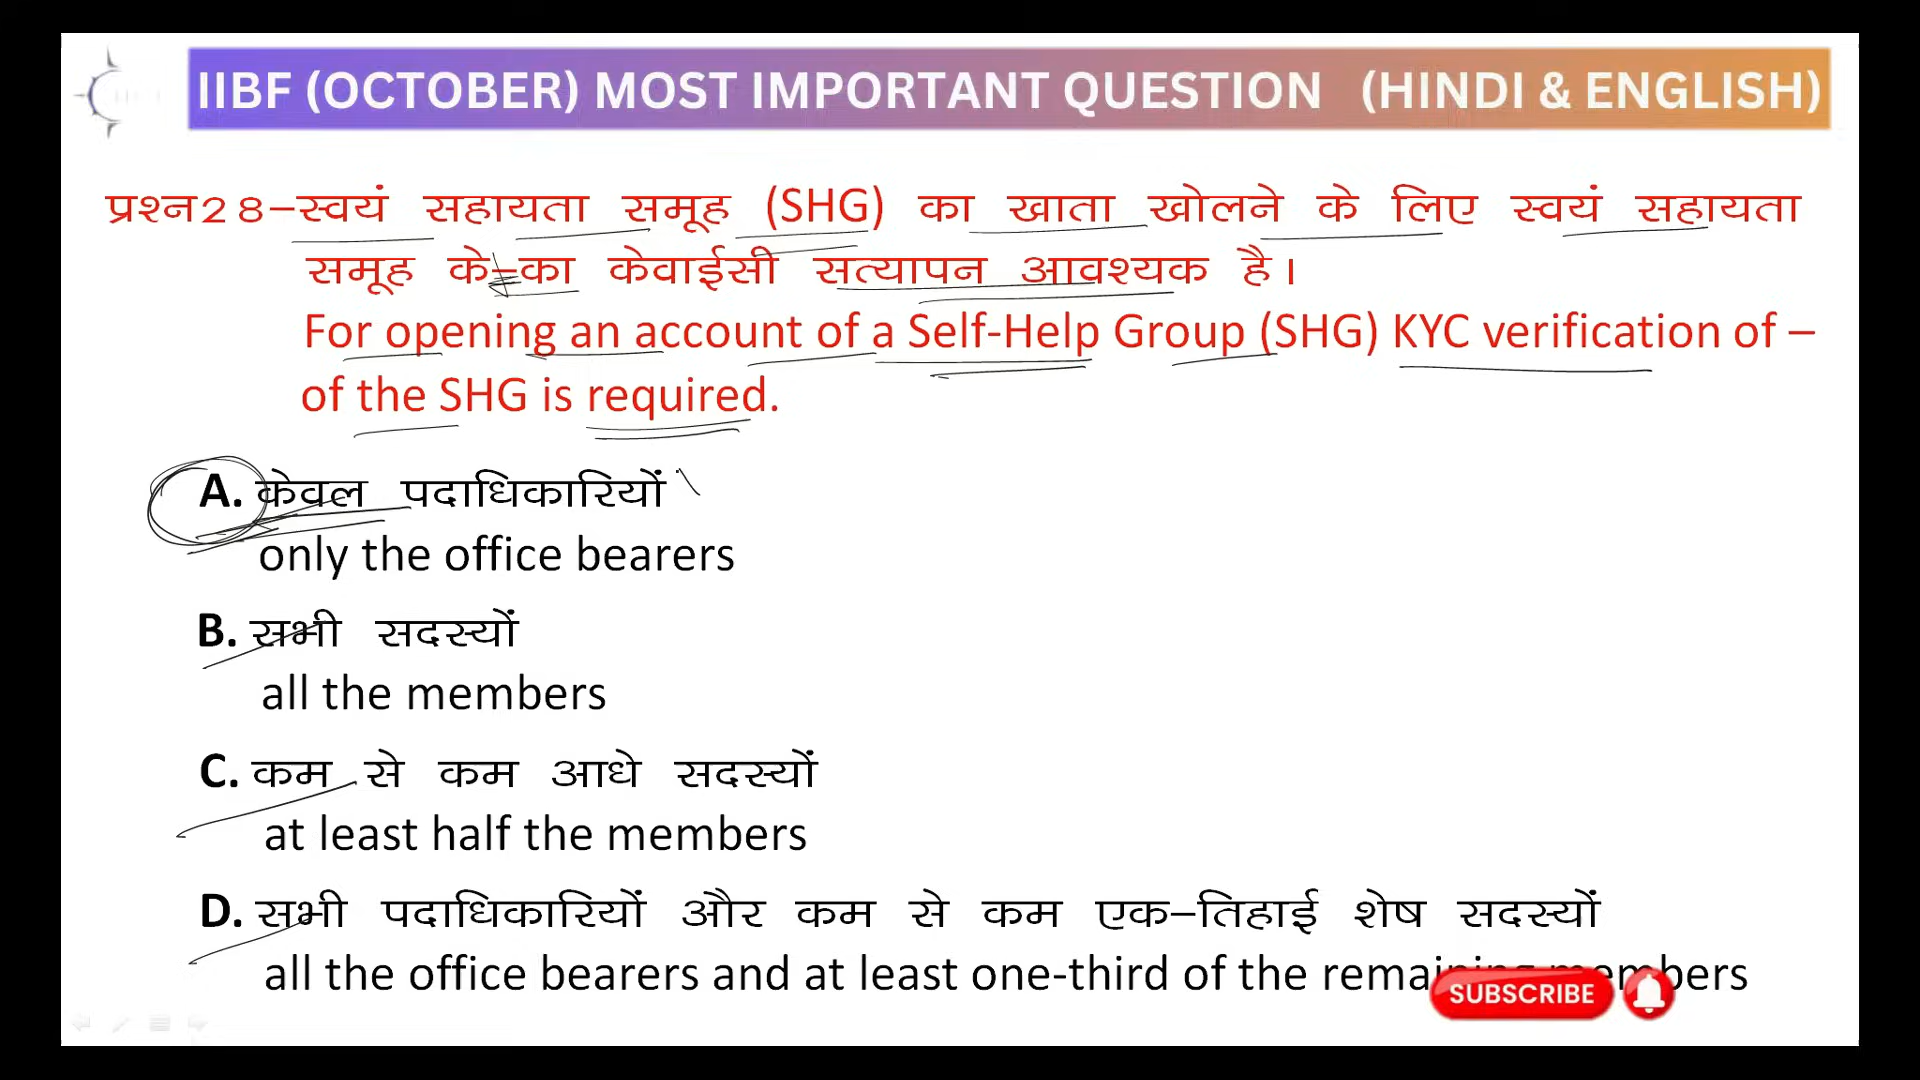 IIBF (OCTOBER) MOST IMPORTANT QUESTION (HINDI & ENGLISH)
प्रश्न28–स्वयं सहायता समूह (SHG) का खाता खोलने के लिए स्वयं सहायता
समूह के–का केवाईसी सत्यापन आवश्यक है।
For opening an account of a Self-Help Group (SHG) KYC verification of –
of the SHG is required.
A. केवल पदाधिकारियों
only the office bearers
B. सभी सदस्यों
all the members
C. कम से कम आधे सदस्यों
at least half the members
D. सभी पदाधिकारियों और कम से कम एक–तिहाई शेष सदस्यों
all the office bearers and at least one-third of the remaining members
SUBSCRIBE